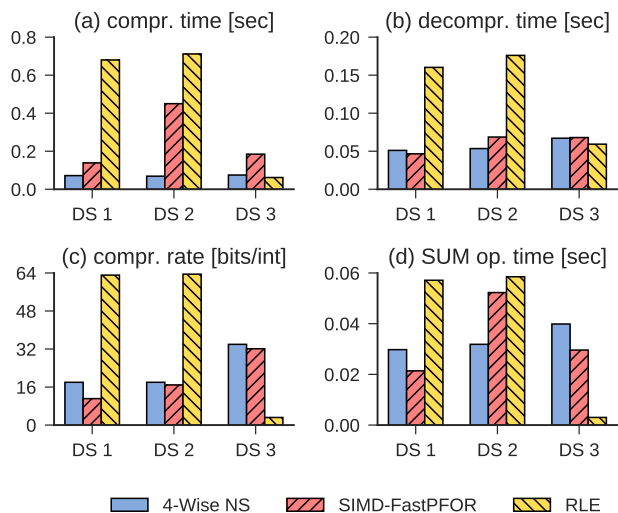 (a) compr. time [sec]
0.8
0.6
0.4
0.2
0.0
DS 1 DS 2 DS 3
(b) decompr. time [sec]
0.20
0.15
0.10
0.05
0.00
DS 1 DS 2 DS 3
(c) compr. rate [bits/int]
64
48
32
16
0
DS 1 DS 2 DS 3
(d) SUM op. time [sec]
0.06
0.04
0.02
0.00
DS 1 DS 2 DS 3
4-Wise NS SIMD-FastPFOR RLE